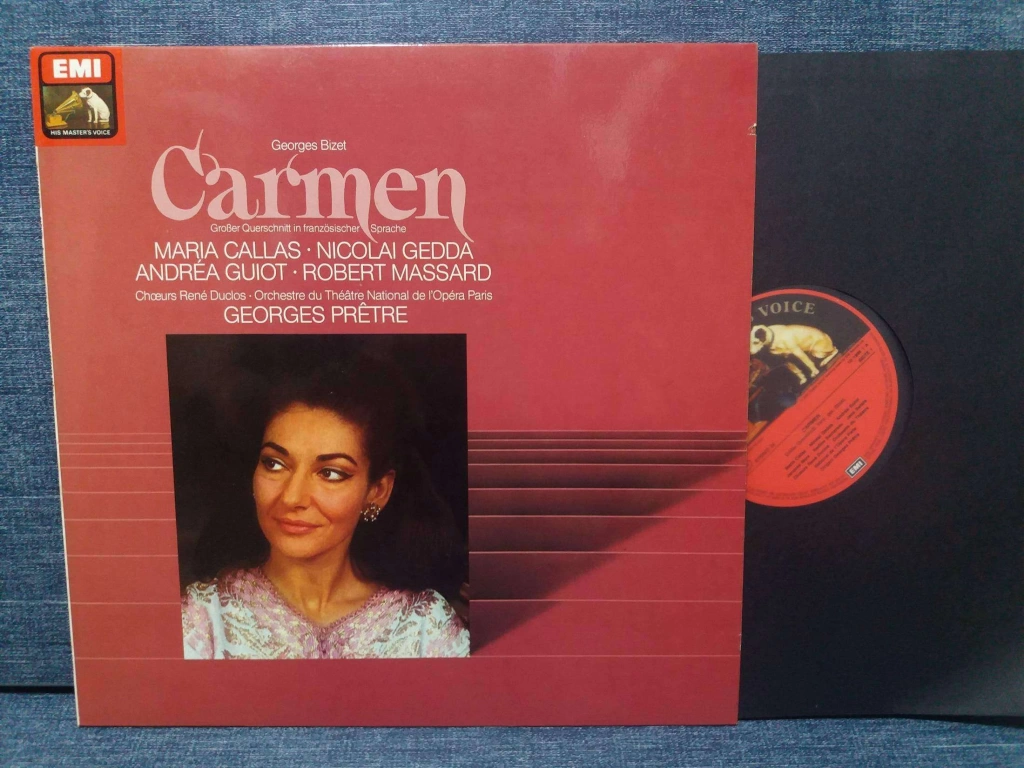 EMI
HIS MASTER'S VOICE
Georges Bizet
Carmen
Großer Querschnitt in französischer Sprache
MARIA CALLAS · NICOLAI GEDDA
ANDRÉA GUIOT · ROBERT MASSARD
Chœurs René Duclos · Orchestre du Théâtre National de l'Opéra Paris
GEORGES PRÊTRE
VOICE
EMI